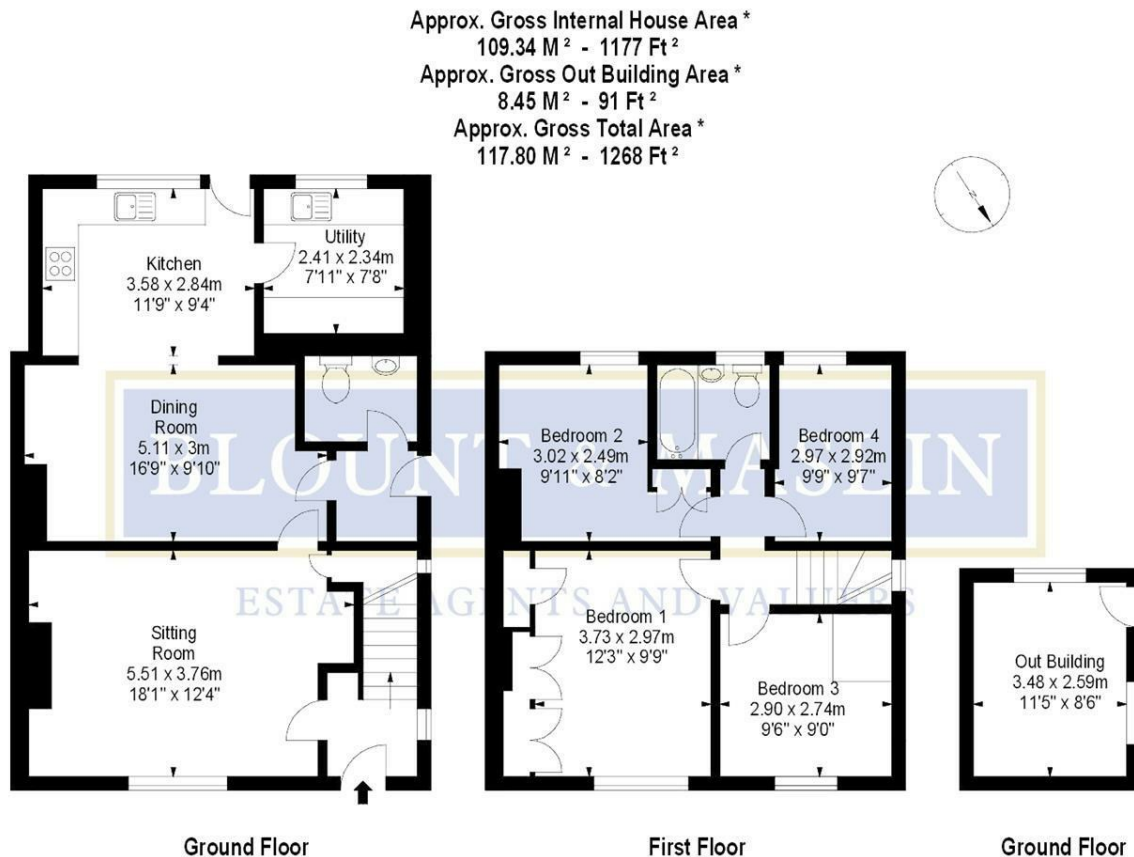 Approx. Gross Internal House Area *
109.34 M² - 1177 Ft²
Approx. Gross Out Building Area *
8.45 M² - 91 Ft²
Approx. Gross Total Area *
117.80 M² - 1268 Ft²
Kitchen
3.58 x 2.84m
11'9" x 9'4"
Utility
2.41 x 2.34m
7'11" x 7'8"
Dining
Room
5.11 x 3m
16'9" x 9'10"
Sitting
Room
5.51 x 3.76m
18'1" x 12'4"
Bedroom 2
3.02 x 2.49m
9'11" x 8'2"
Bedroom 4
2.97 x 2.92m
9'9" x 9'7"
Bedroom 1
3.73 x 2.97m
12'3" x 9'9"
Bedroom 3
2.90 x 2.74m
9'6" x 9'0"
Out Building
3.48 x 2.59m
11'5" x 8'6"
BLOUNT & MASLIN
ESTATE AGENTS AND VALUERS
Ground Floor
First Floor
Ground Floor